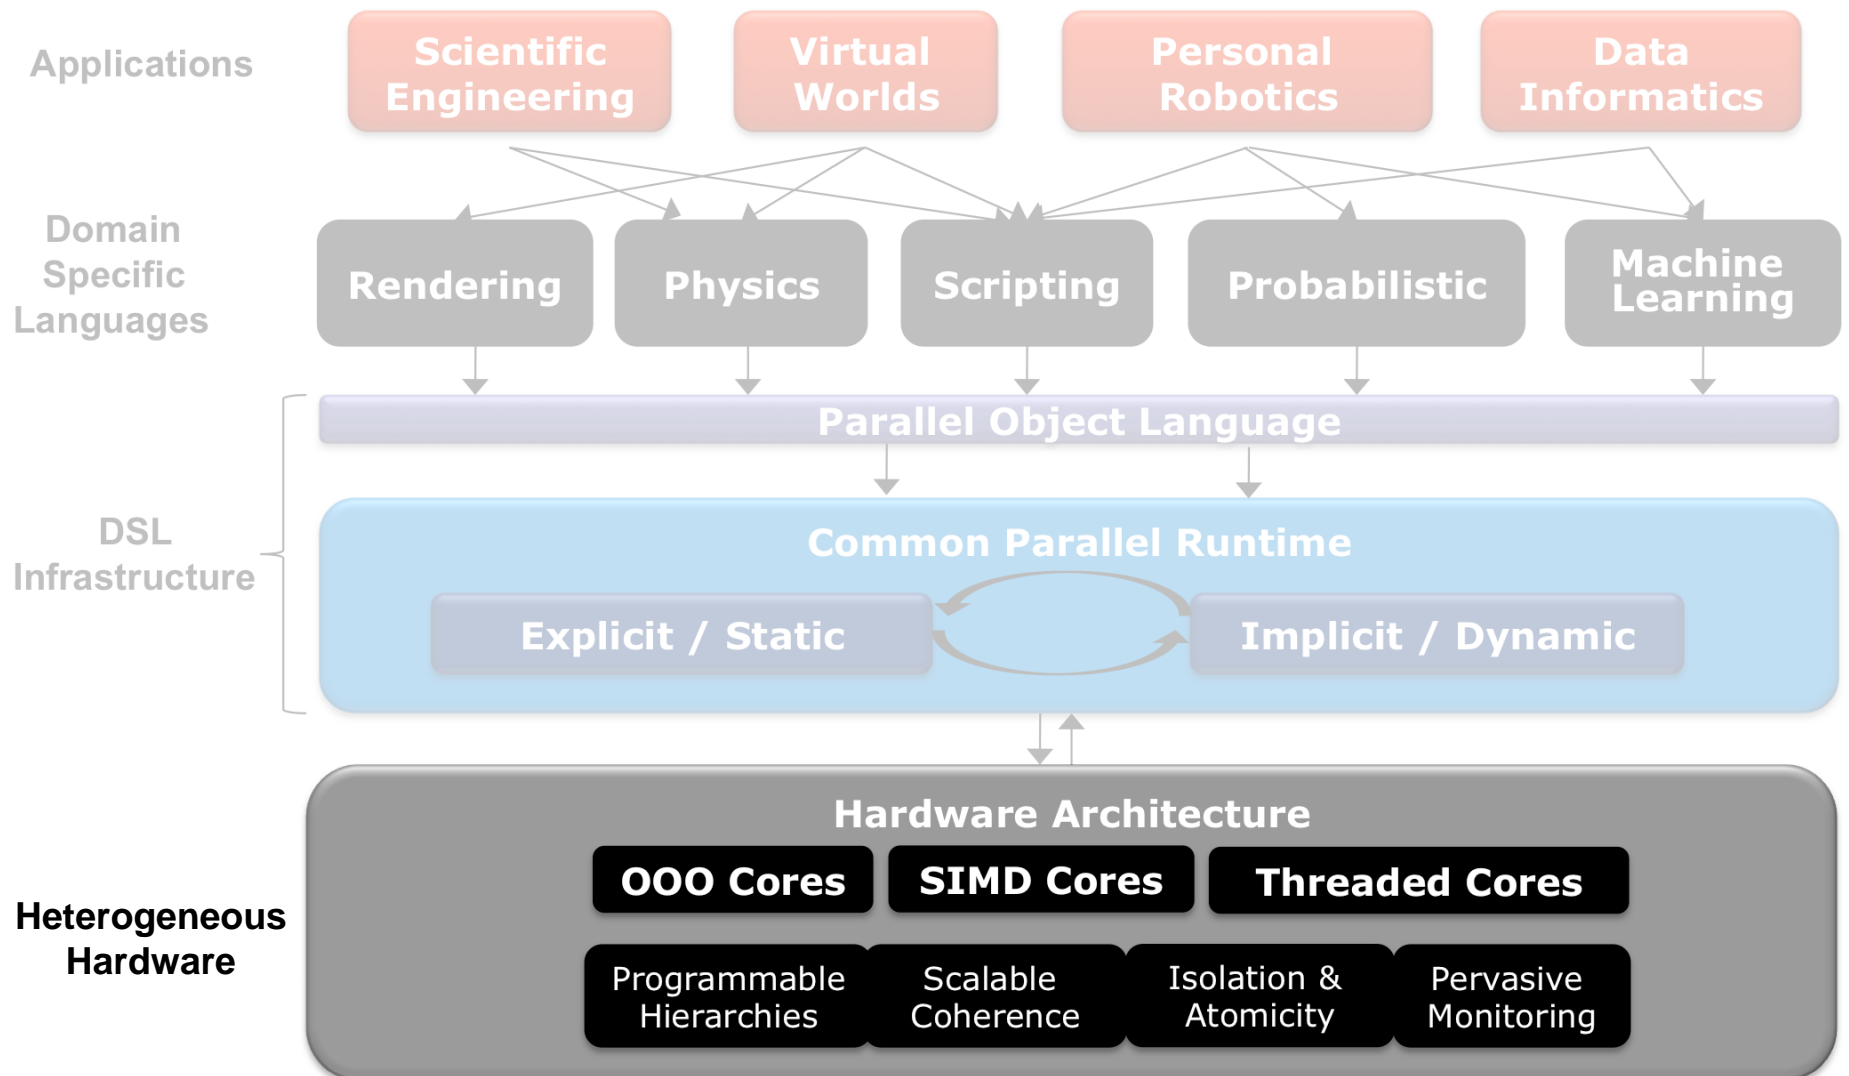 Applications
Scientific
Engineering
Virtual
Worlds
Personal
Robotics
Data
Informatics
Domain
Specific
Languages
Rendering
Physics
Scripting
Probabilistic
Machine
Learning
Parallel Object Language
DSL
Infrastructure
Common Parallel Runtime
Explicit / Static
Implicit / Dynamic
Heterogeneous
Hardware
Hardware Architecture
OOO Cores
SIMD Cores
Threaded Cores
Programmable
Hierarchies
Scalable
Coherence
Isolation &
Atomicity
Pervasive
Monitoring